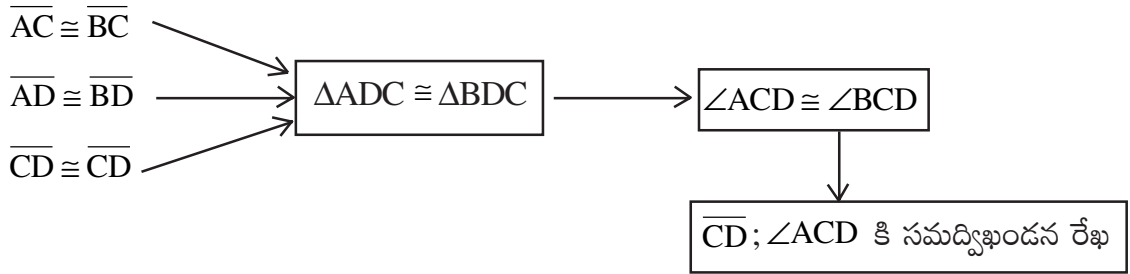 AC ≅ BC
AD ≅ BD
CD ≅ CD
ΔADC ≅ ΔBDC
∠ACD ≅ ∠BCD
CD ; ∠ACD కి సమద్విఖండన రేఖ